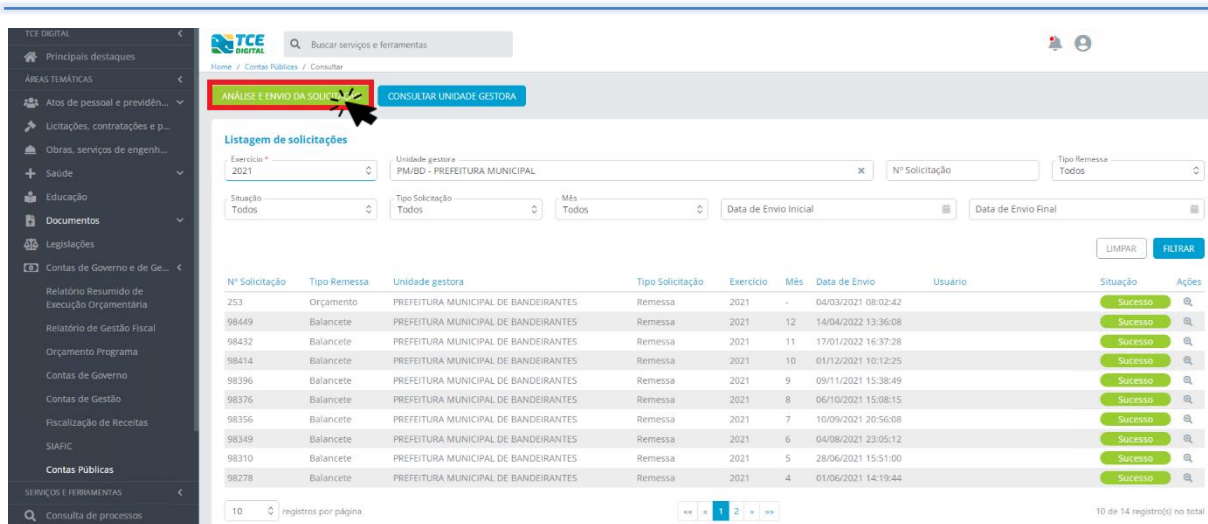 TCE DIGITAL
Principais destaques
ÁREAS TEMÁTICAS
Atos de pessoal e previdên...
Licitações, contratações e p...
Obras, serviços de engenh...
Saúde
Educação
Documentos
Legislações
Contas de Governo e de Ge...
Relatório Resumido de
Execução Orçamentária
Relatório de Gestão Fiscal
Orçamento Programa
Contas de Governo
Contas de Gestão
Fiscalização de Receitas
SIAFIC
Contas Públicas
SERVIÇOS E FERRAMENTAS
Consulta de processos
TCE
DIGITAL
Buscar serviços e ferramentas
Home / Contas Públicas / Consultar
ANÁLISE E ENVIO DA
CONSULTAR UNIDADE GESTORA
Listagem de solicitações
Exercício *
2021
Unidade gestora
PM/BD - PREFEITURA MUNICIPAL
Nº Solicitação
Tipo Remessa
Todos
Situação
Todos
Tipo Solicitação
Todos
Mês
Todos
Data de Envio Inicial
Data de Envio Final
LIMPAR FILTRAR
Nº Solicitação Tipo Remessa Unidade gestora Tipo Solicitação Exercício Mês Data de Envio Usuário Situação Ações
253 Orçamento PREFEITURA MUNICIPAL DE BANDEIRANTES Remessa 2021 - 04/03/2021 08:02:42 Sucesso
98449 Balancete PREFEITURA MUNICIPAL DE BANDEIRANTES Remessa 2021 12 14/04/2022 13:36:08 Sucesso
98432 Balancete PREFEITURA MUNICIPAL DE BANDEIRANTES Remessa 2021 11 17/01/2022 16:37:28 Sucesso
98414 Balancete PREFEITURA MUNICIPAL DE BANDEIRANTES Remessa 2021 10 01/12/2021 10:12:25 Sucesso
98396 Balancete PREFEITURA MUNICIPAL DE BANDEIRANTES Remessa 2021 9 09/11/2021 15:38:49 Sucesso
98376 Balancete PREFEITURA MUNICIPAL DE BANDEIRANTES Remessa 2021 8 06/10/2021 15:08:15 Sucesso
98356 Balancete PREFEITURA MUNICIPAL DE BANDEIRANTES Remessa 2021 7 10/09/2021 20:56:08 Sucesso
98349 Balancete PREFEITURA MUNICIPAL DE BANDEIRANTES Remessa 2021 6 04/08/2021 23:05:12 Sucesso
98310 Balancete PREFEITURA MUNICIPAL DE BANDEIRANTES Remessa 2021 5 28/06/2021 15:51:00 Sucesso
98278 Balancete PREFEITURA MUNICIPAL DE BANDEIRANTES Remessa 2021 4 01/06/2021 14:19:44 Sucesso
10 registros por página
«« « 1 2 » »»
10 de 14 registro(s) no total